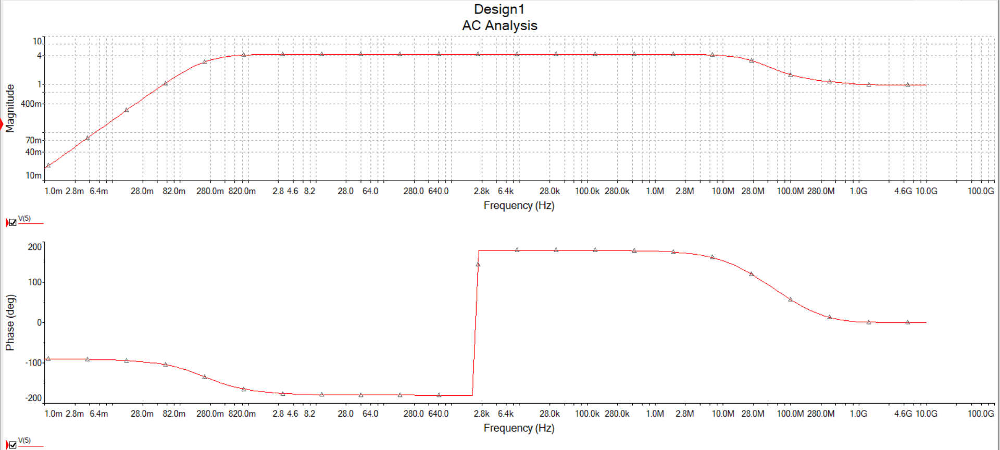 Design1
AC Analysis
Magnitude
10
4
1
400m
70m
40m
10m
1.0m 2.8m 6.4m 28.0m 82.0m 280.0m 820.0m 2.8 4.6 8.2 28.0 64.0 280.0 640.0 2.8k 6.4k 28.0k 100.0k 280.0k 1.0M 2.8M 10.0M 28.0M 100.0M 280.0M 1.0G 4.6G 10.0G 100.0G
Frequency (Hz)
V(5)
Phase (deg)
200
100
0
-100
-200
1.0m 2.8m 6.4m 28.0m 82.0m 280.0m 820.0m 2.8 4.6 8.2 28.0 64.0 280.0 640.0 2.8k 6.4k 28.0k 100.0k 280.0k 1.0M 2.8M 10.0M 28.0M 100.0M 280.0M 1.0G 4.6G 10.0G 100.0G
Frequency (Hz)
V(5)